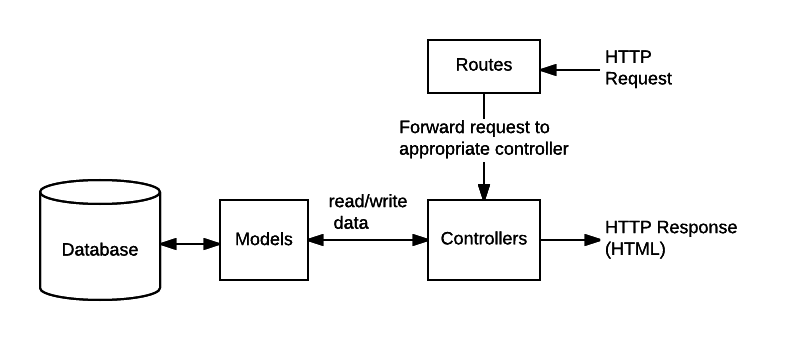 Routes
HTTP
Request
Forward request to
appropriate controller
Database
Models
read/write
data
Controllers
HTTP Response
(HTML)